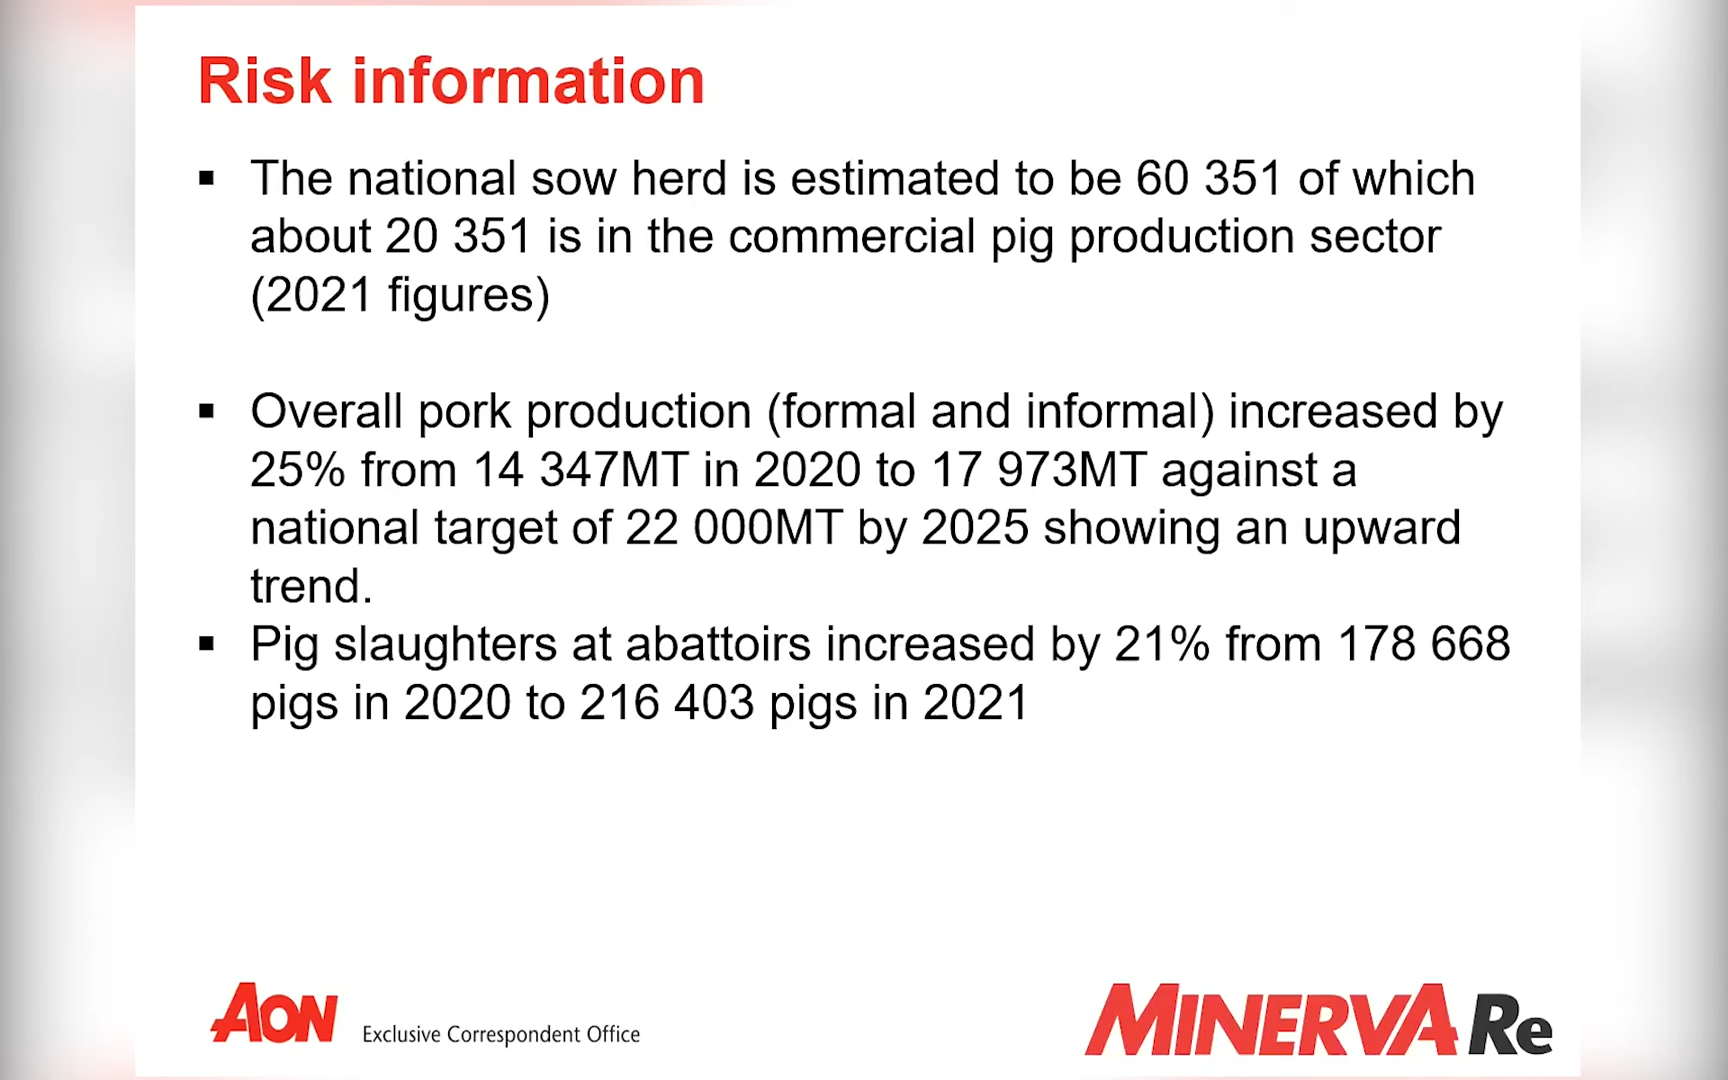 Risk information
▪ The national sow herd is estimated to be 60 351 of which
about 20 351 is in the commercial pig production sector
(2021 figures)
▪ Overall pork production (formal and informal) increased by
25% from 14 347MT in 2020 to 17 973MT against a
national target of 22 000MT by 2025 showing an upward
trend.
▪ Pig slaughters at abattoirs increased by 21% from 178 668
pigs in 2020 to 216 403 pigs in 2021
AON Exclusive Correspondent Office
MINERVA Re